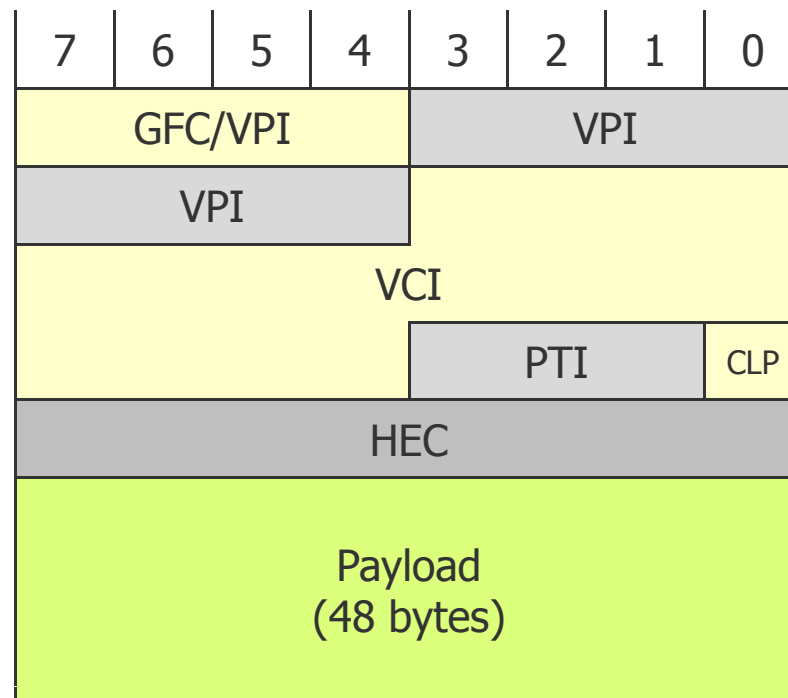 7 6 5 4 3 2 1 0
GFC/VPI VPI
VPI
VCI
PTI CLP
HEC
Payload
(48 bytes)